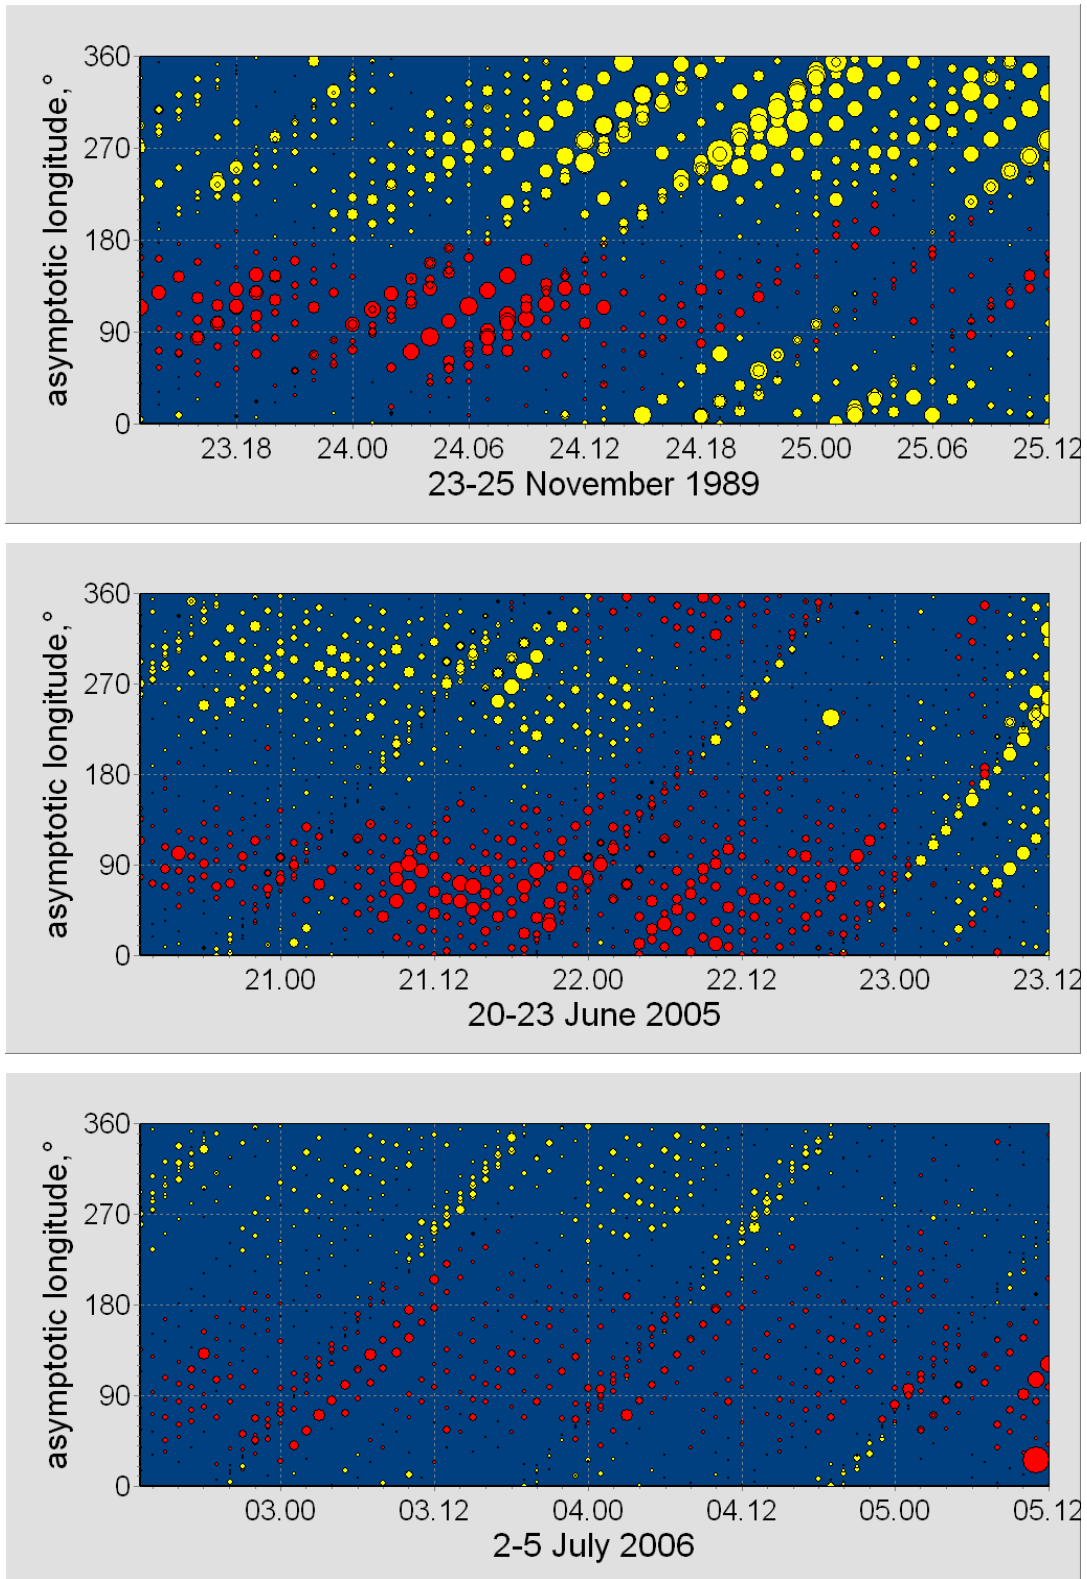 asymptotic longitude,°
360
270
180
90
0
23.18 24.00 24.06 24.12 24.18 25.00 25.06 25.12
23-25 November 1989
asymptotic longitude,°
360
270
180
90
0
21.00 21.12 22.00 22.12 23.00 23.12
20-23 June 2005
asymptotic longitude,°
360
270
180
90
0
03.00 03.12 04.00 04.12 05.00 05.12
2-5 July 2006